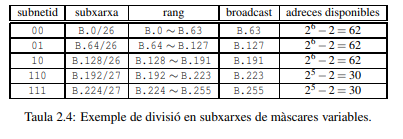 subnetid subxarxa rang broadcast adreces disponibles
00 B.0/26 B.0 ∼ B.63 B.63 2^6 − 2 = 62
01 B.64/26 B.64 ∼ B.127 B.127 2^6 − 2 = 62
10 B.128/26 B.128 ∼ B.191 B.191 2^6 − 2 = 62
110 B.192/27 B.192 ∼ B.223 B.223 2^5 − 2 = 30
111 B.224/27 B.224 ∼ B.255 B.255 2^5 − 2 = 30
Taula 2.4: Exemple de divisió en subxarxes de màscares variables.